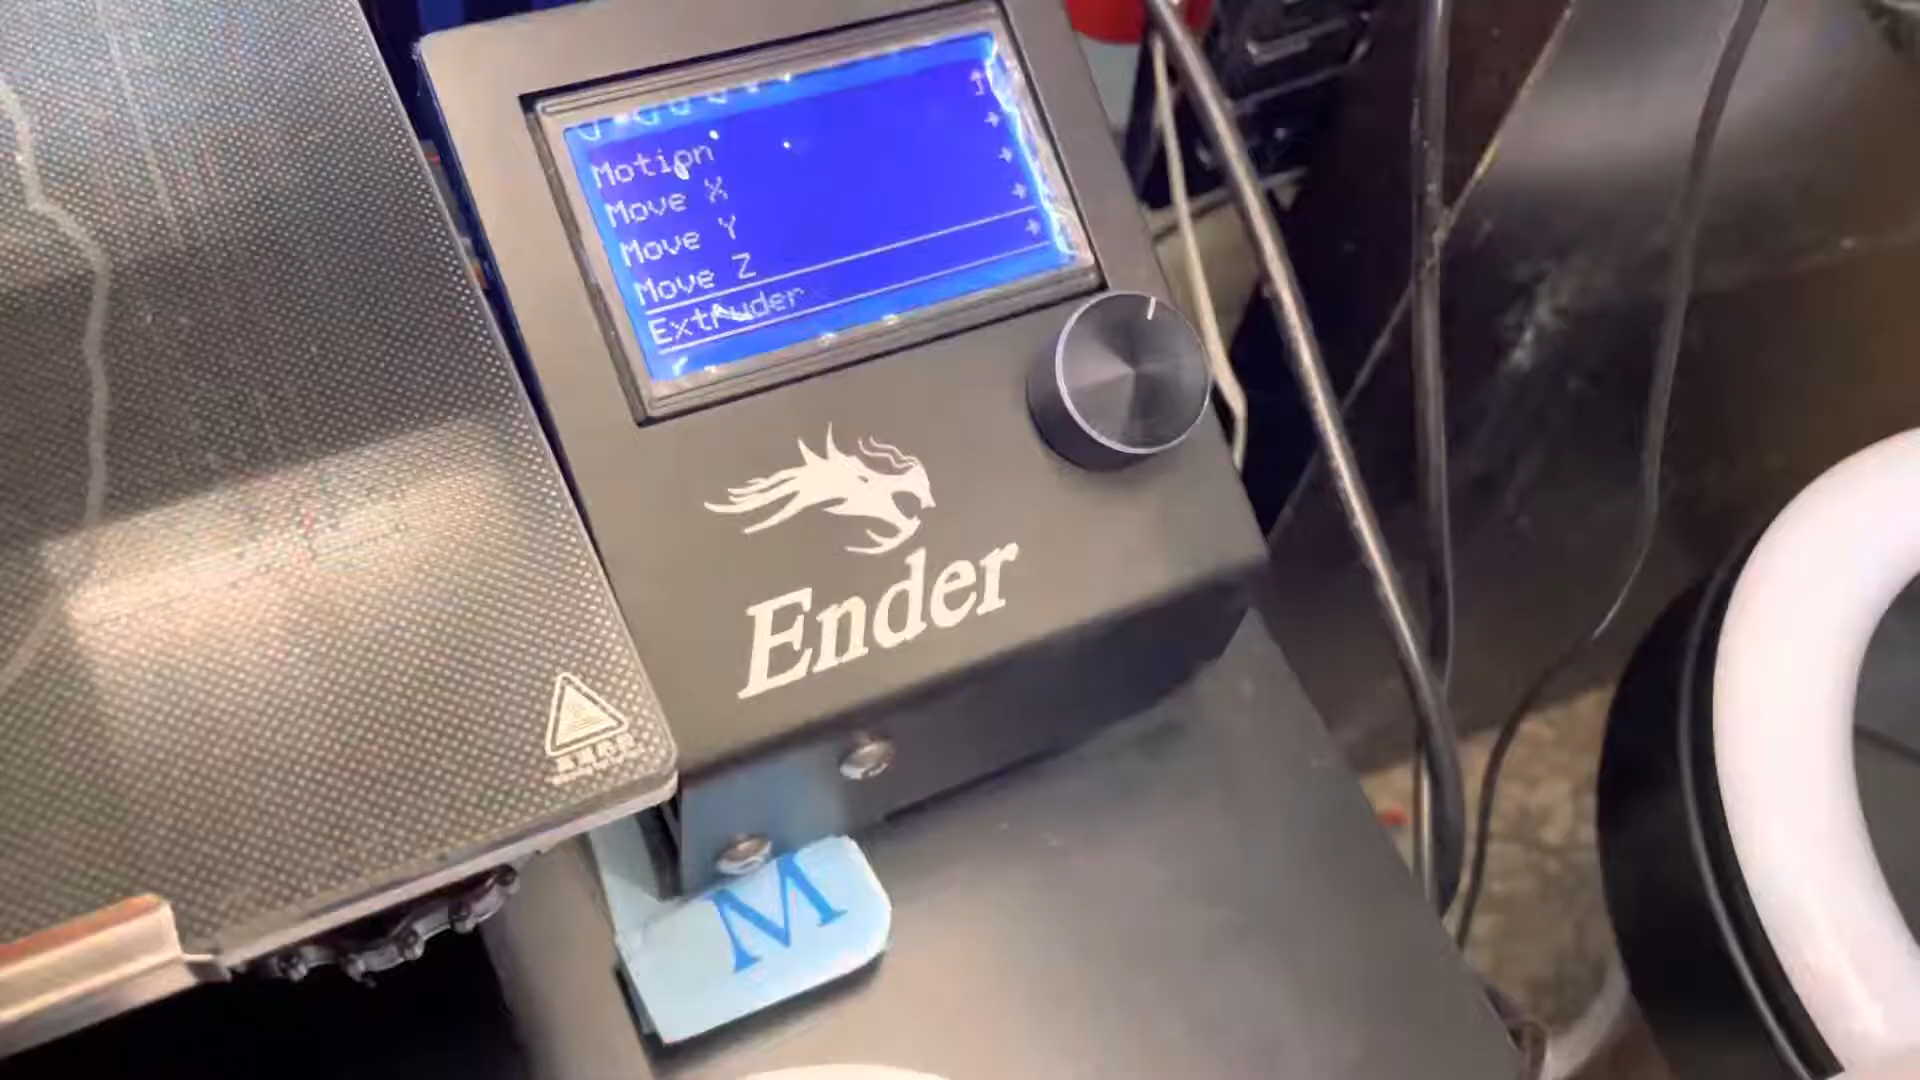 Motion
Move X
Move Y
Move Z
Extruder
Ender
M